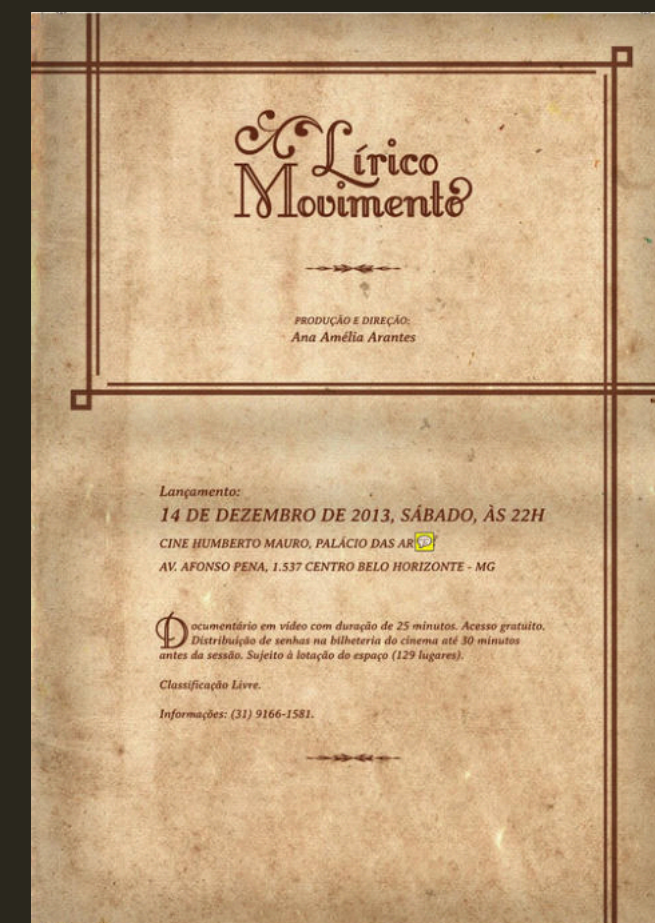 A Lírico
Movimento
PRODUÇÃO E DIREÇÃO:
Ana Amélia Arantes
Lançamento:
14 DE DEZEMBRO DE 2013, SÁBADO, ÀS 22H
CINE HUMBERTO MAURO, PALÁCIO DAS AR
AV. AFONSO PENA, 1.537 CENTRO BELO HORIZONTE - MG
Documentário em vídeo com duração de 25 minutos. Acesso gratuito.
Distribuição de senhas na bilheteria do cinema até 30 minutos
antes da sessão. Sujeito à lotação do espaço (129 lugares).
Classificação Livre.
Informações: (31) 9166-1581.